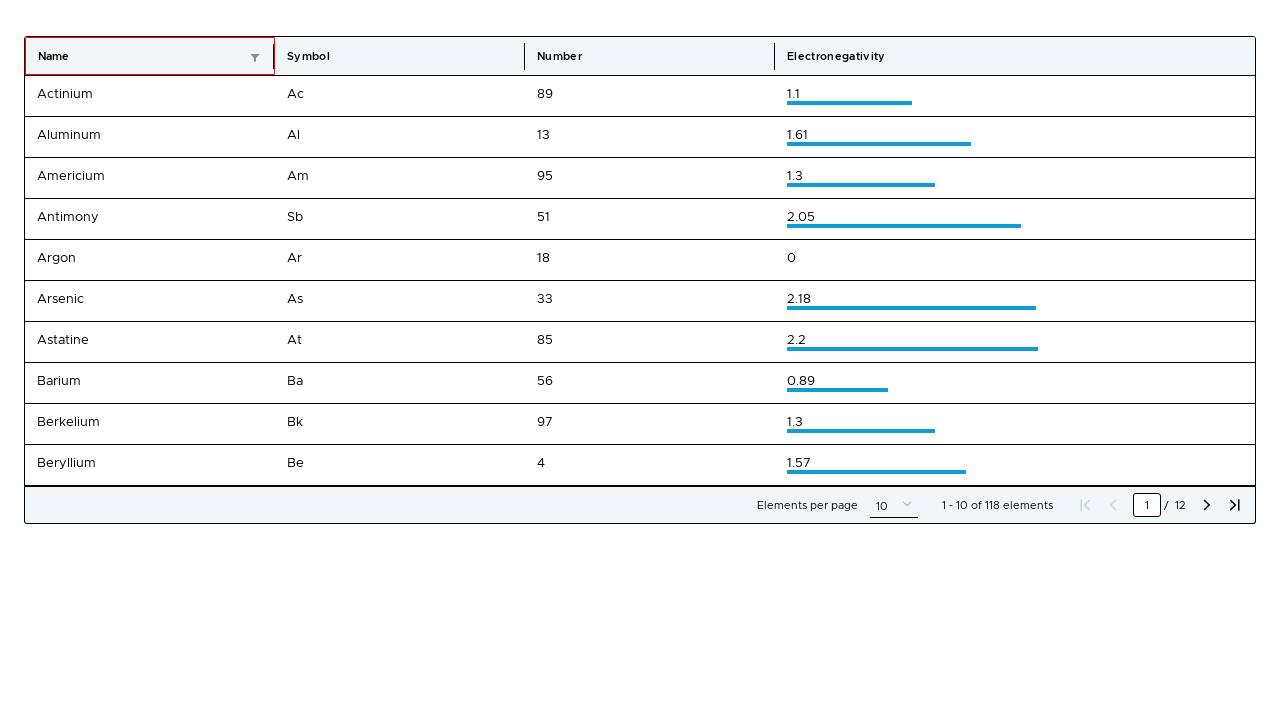 Name Symbol Number Electronegativity
Actinium Ac 89 1.1
Aluminum Al 13 1.61
Americium Am 95 1.3
Antimony Sb 51 2.05
Argon Ar 18 0
Arsenic As 33 2.18
Astatine At 85 2.2
Barium Ba 56 0.89
Berkelium Bk 97 1.3
Beryllium Be 4 1.57
Elements per page 10 1 - 10 of 118 elements 1 / 12